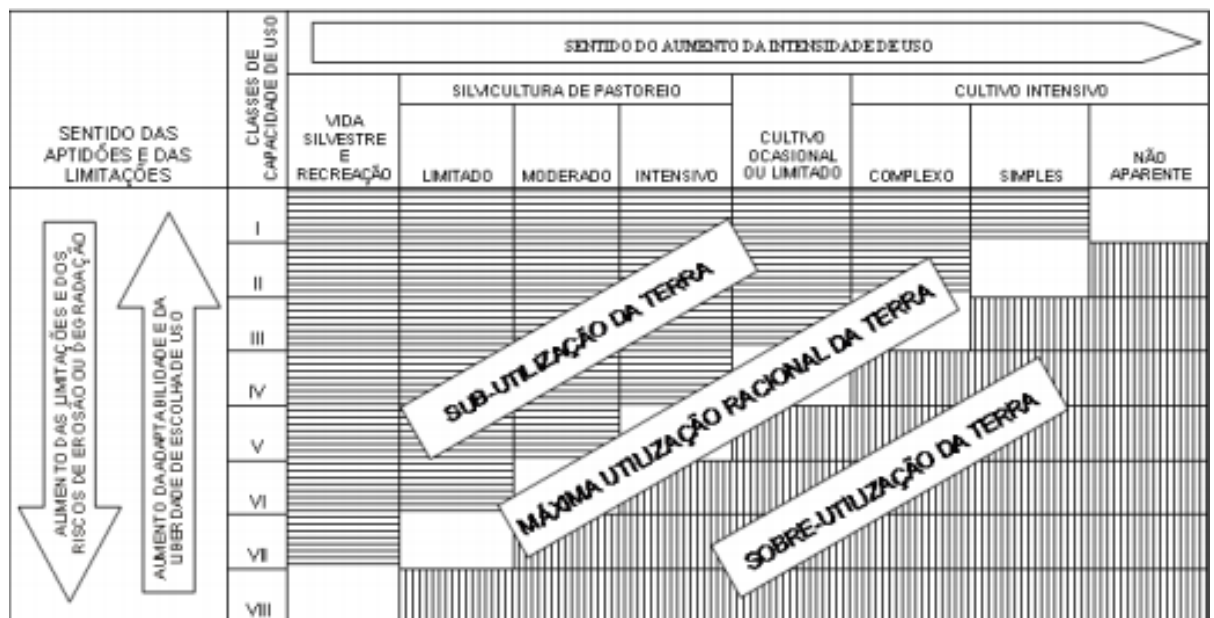 SENTIDO DAS
APTIDÕES E DAS
LIMITAÇÕES
CLASSES DE
CAPACIDADE DE USO
SENTIDO DO AUMENTO DA INTENSIDADE DE USO
SILVICULTURA DE PASTOREIO
CULTIVO INTENSIVO
VIDA
SILVESTRE
E
RECREAÇÃO
LIMITADO
MODERADO
INTENSIVO
CULTIVO
OCASIONAL
OU LIMITADO
COMPLEXO
SIMPLES
NÃO
APARENTE
AUMENTO DAS LIMITAÇÕES E DOS
RISCOS DE EROSÃO OU DEGRADAÇÃO
AUMENTO DA ADAPTABILIDADE E DA
LIBERDADE DE ESCOLHA DE USO
I
II
III
IV
V
VI
VII
VIII
SUB-UTILIZAÇÃO DA TERRA
MÁXIMA UTILIZAÇÃO RACIONAL DA TERRA
SOBRE-UTILIZAÇÃO DA TERRA